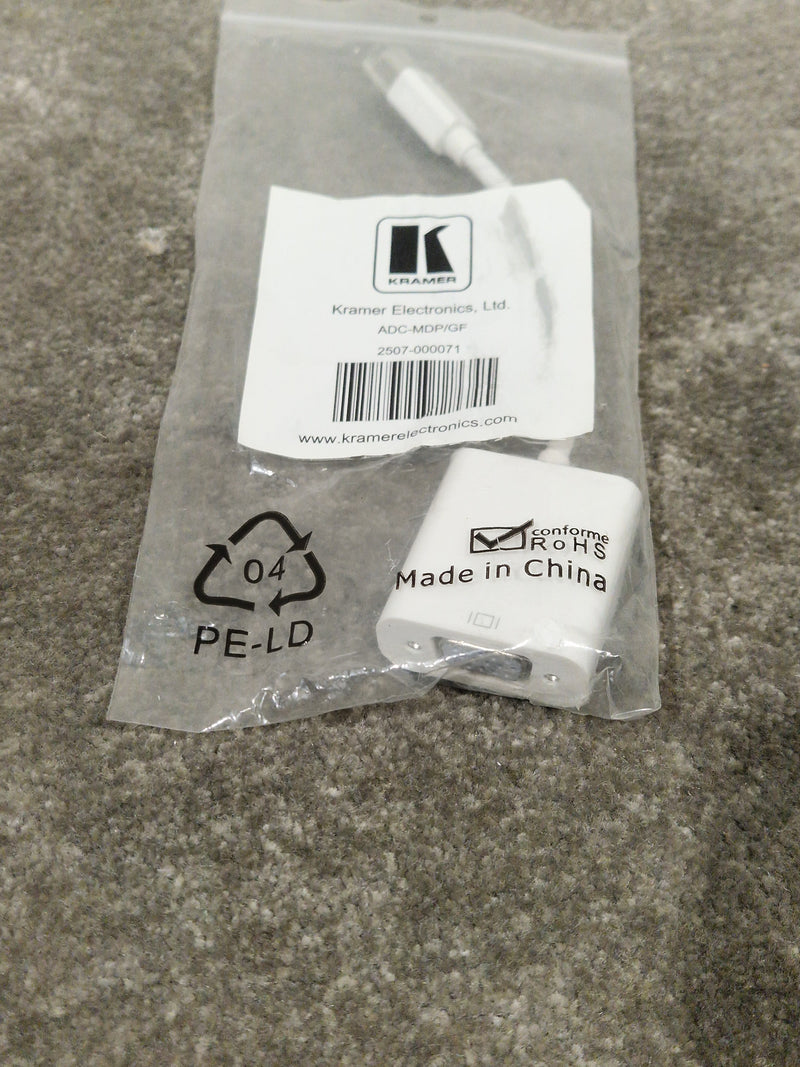 K
KRAMER
Kramer Electronics, Ltd.
ADC-MDP/GF
2507-000071
www.kramerelectronics.com
conforme
RoHS
Made in China
04
PE-LD